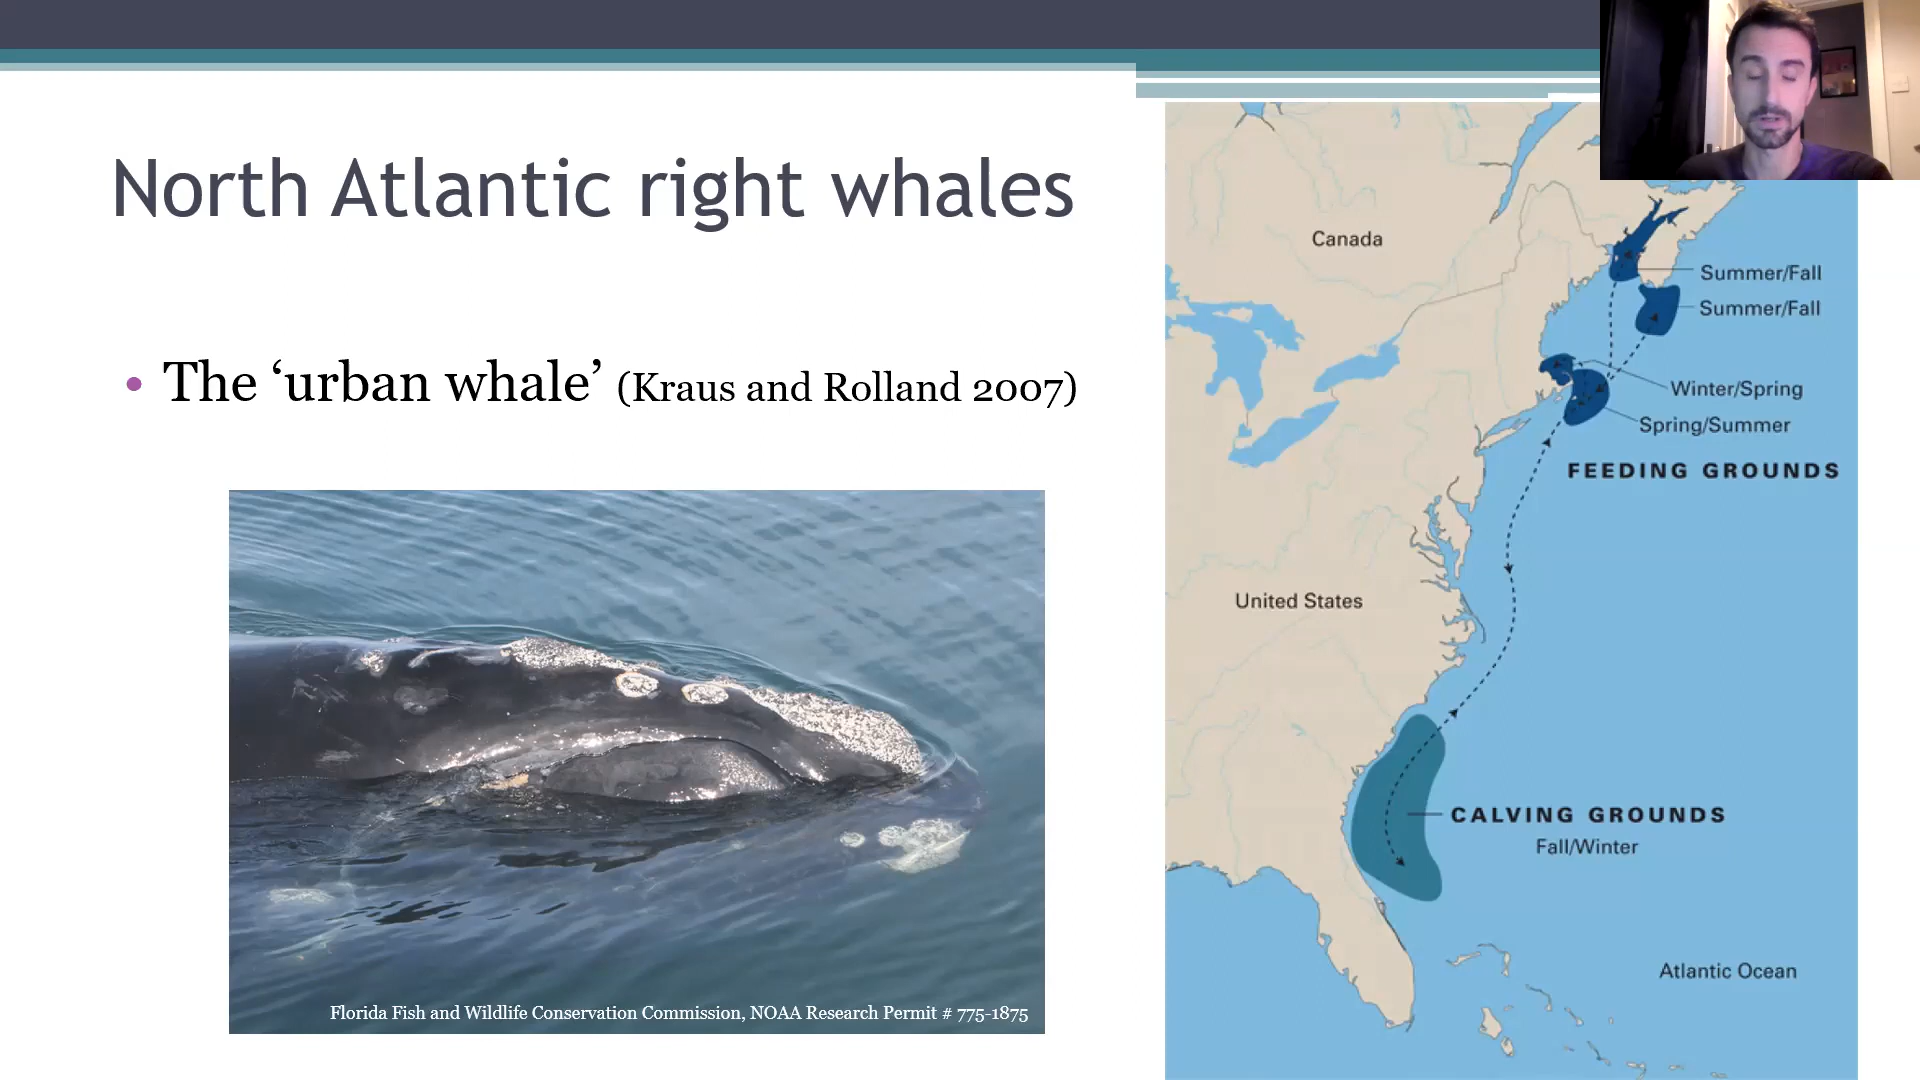 North Atlantic right whales
• The ‘urban whale’ (Kraus and Rolland 2007)
Florida Fish and Wildlife Conservation Commission, NOAA Research Permit # 775-1875
Canada
Summer/Fall
Summer/Fall
Winter/Spring
Spring/Summer
FEEDING GROUNDS
United States
CALVING GROUNDS
Fall/Winter
Atlantic Ocean